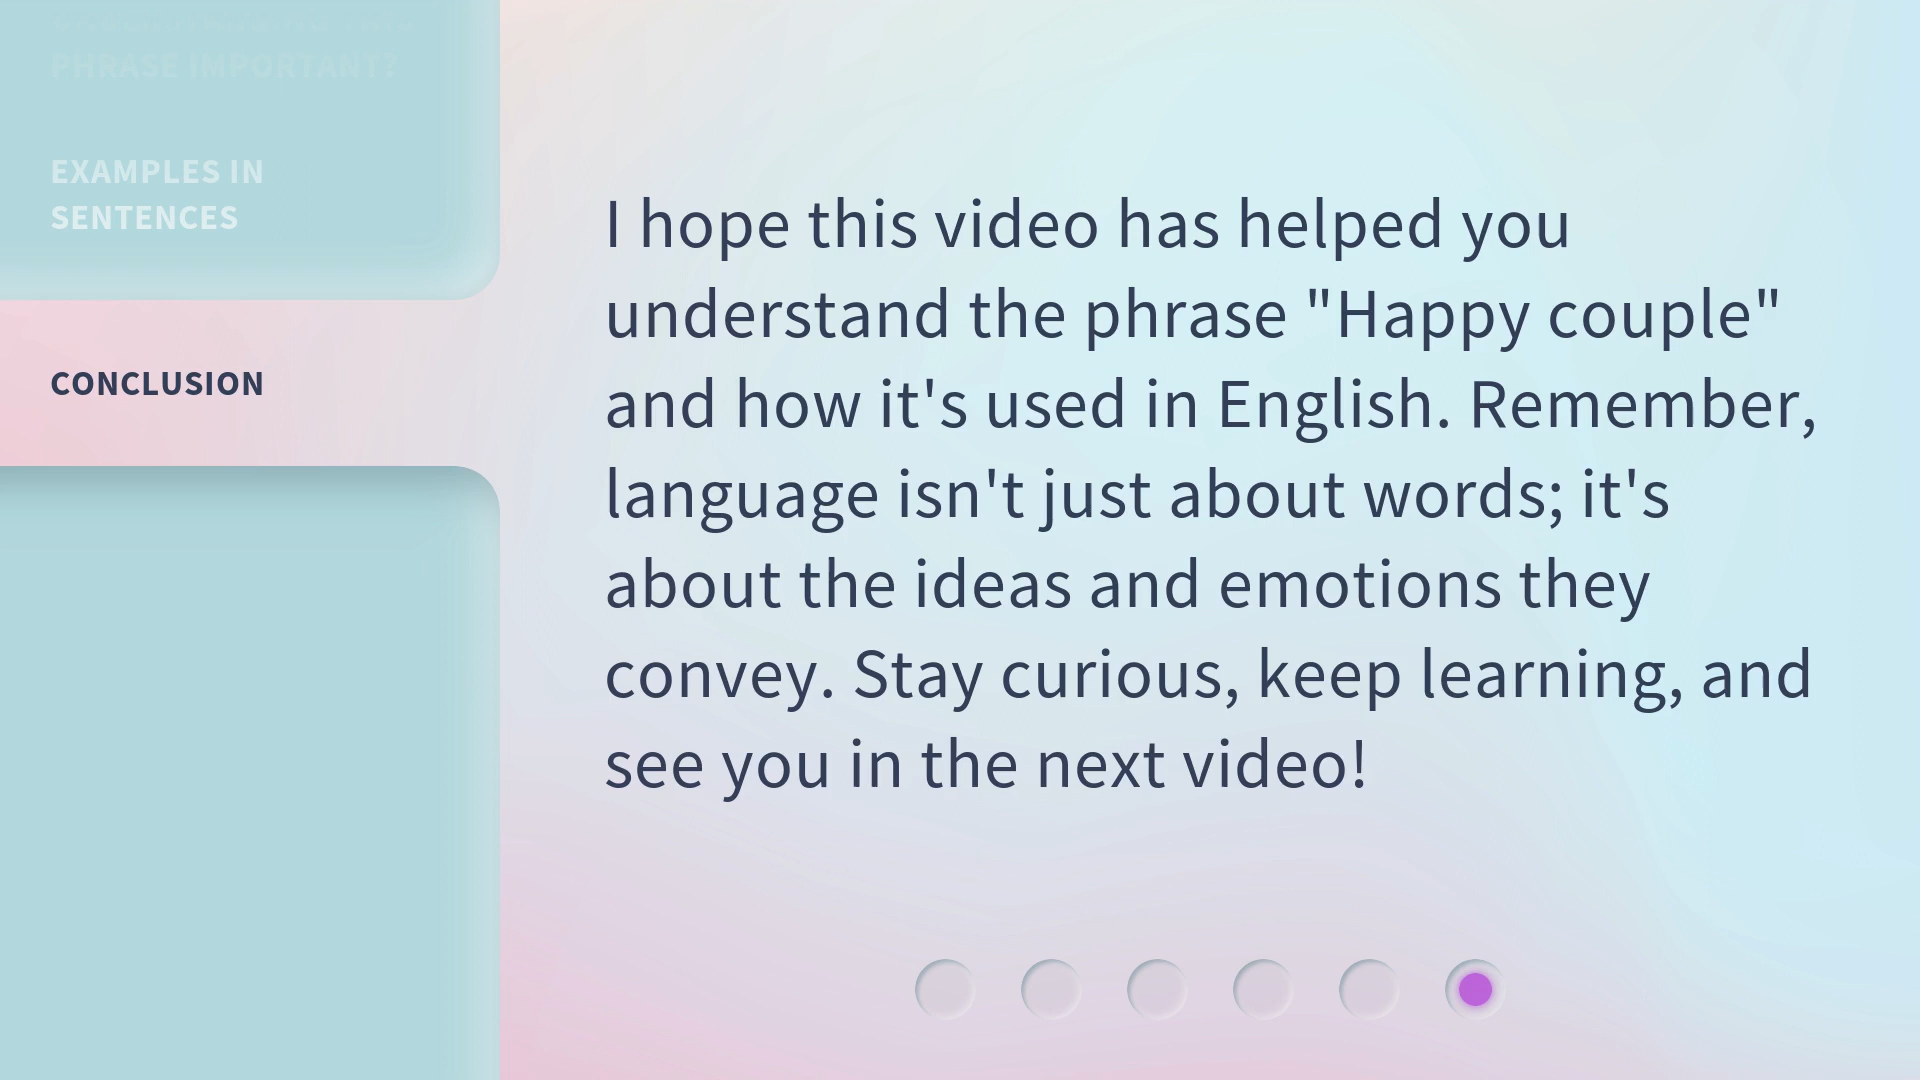 PHRASE IMPORTANT?
EXAMPLES IN
SENTENCES
CONCLUSION
I hope this video has helped you
understand the phrase "Happy couple"
and how it's used in English. Remember,
language isn't just about words; it's
about the ideas and emotions they
convey. Stay curious, keep learning, and
see you in the next video!